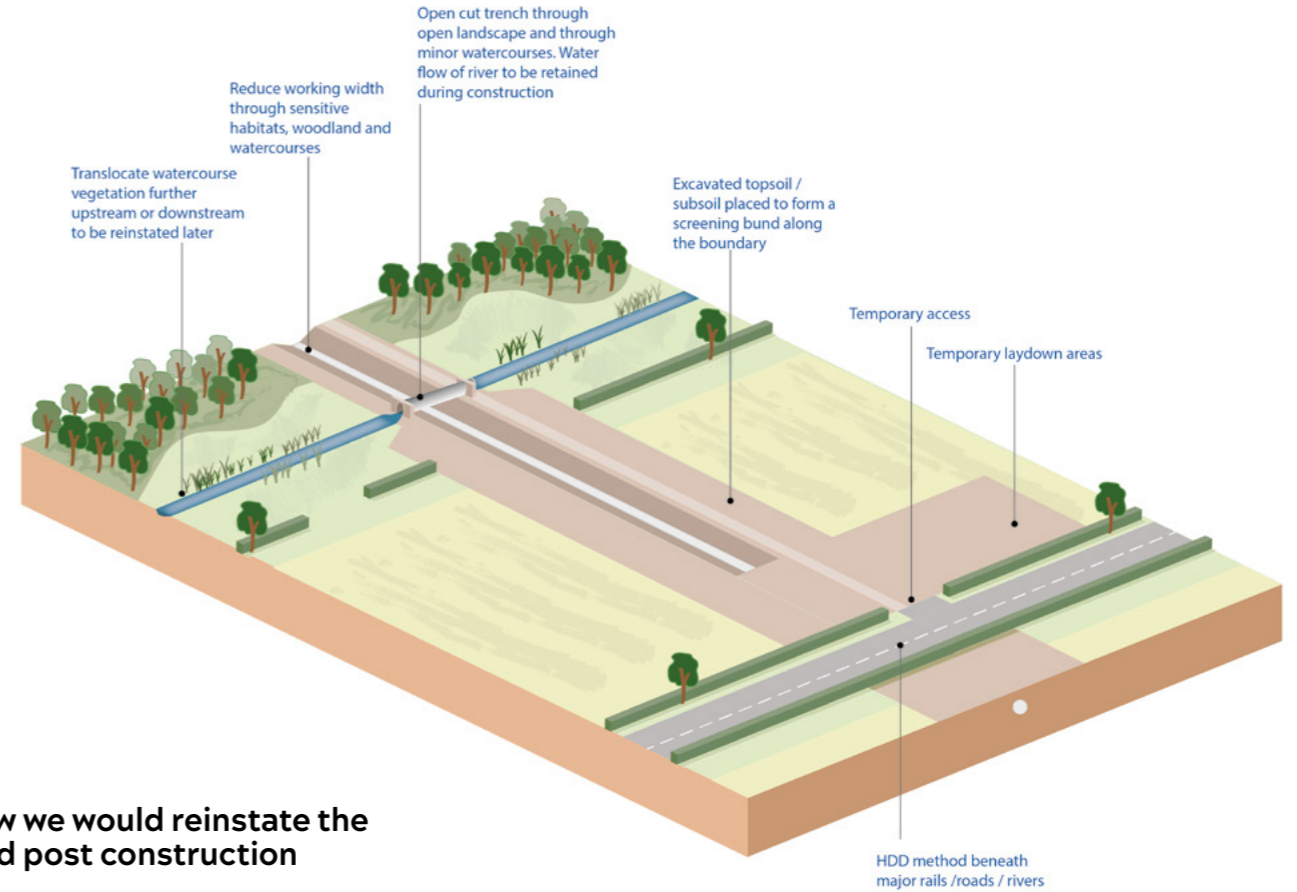 Open cut trench through
open landscape and through
minor watercourses. Water
flow of river to be retained
during construction
Reduce working width
through sensitive
habitats, woodland and
watercourses
Translocate watercourse
vegetation further
upstream or downstream
to be reinstated later
Excavated topsoil /
subsoil placed to form a
screening bund along
the boundary
Temporary access
Temporary laydown areas
w we would reinstate the
d post construction
HDD method beneath
major rails /roads / rivers